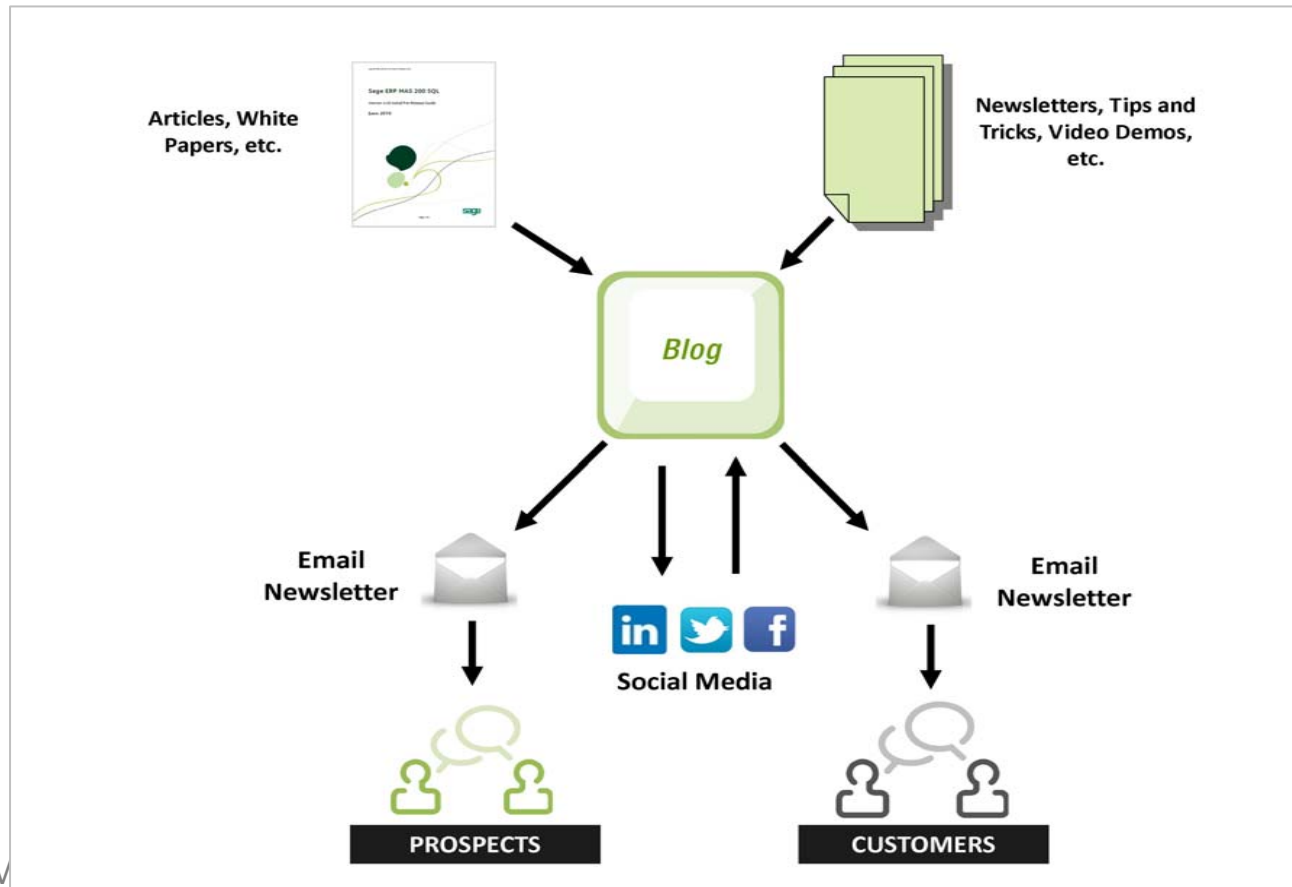 Articles, White
Papers, etc.
Sage ERP MAS 200 SQL
sage
Newsletters, Tips and
Tricks, Video Demos,
etc.
Blog
Email
Newsletter
in
f
Social Media
Email
Newsletter
PROSPECTS
CUSTOMERS